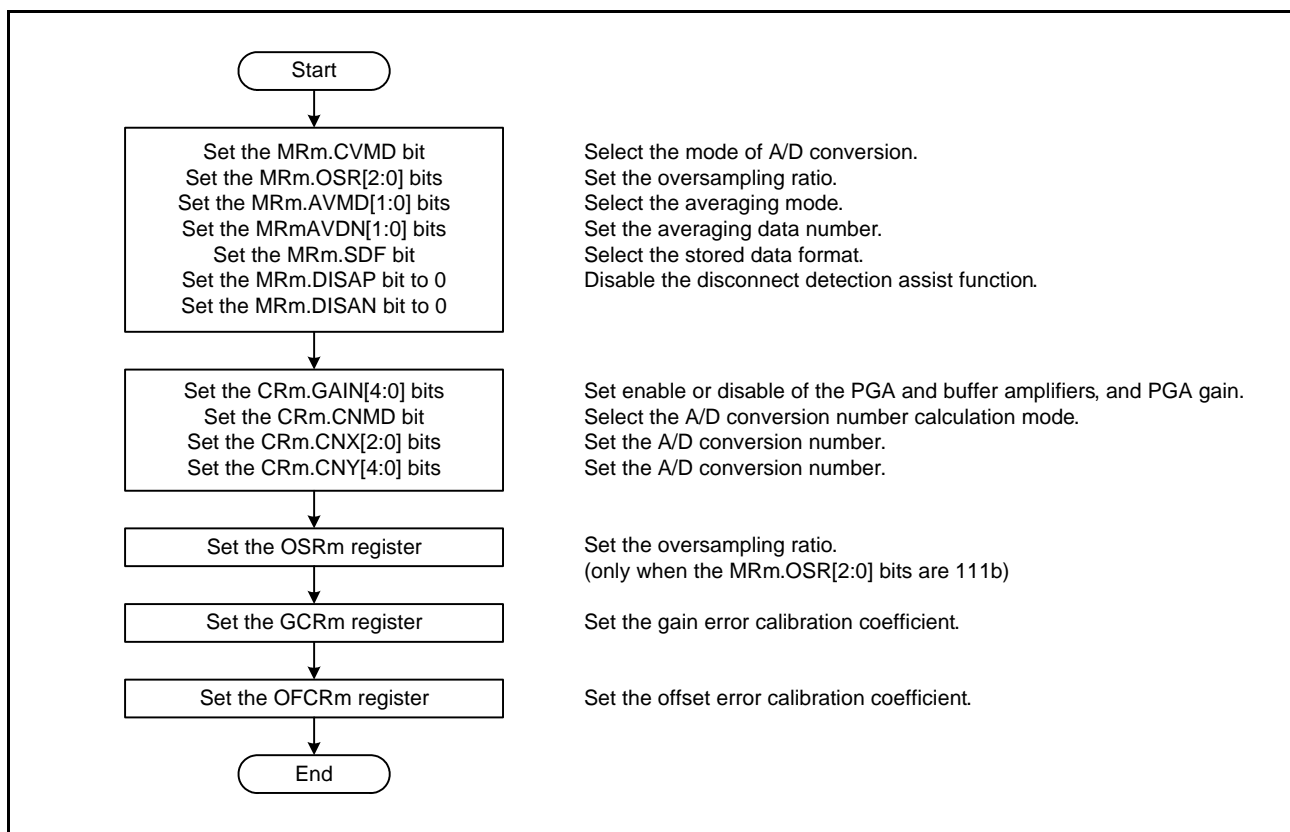 Start
Set the MRm.CVMD bit Select the mode of A/D conversion.
Set the MRm.OSR[2:0] bits Set the oversampling ratio.
Set the MRm.AVMD[1:0] bits Select the averaging mode.
Set the MRmAVDN[1:0] bits Set the averaging data number.
Set the MRm.SDF bit Select the stored data format.
Set the MRm.DISAP bit to 0 Disable the disconnect detection assist function.
Set the MRm.DISAN bit to 0
Set the CRm.GAIN[4:0] bits Set enable or disable of the PGA and buffer amplifiers, and PGA gain.
Set the CRm.CNMD bit Select the A/D conversion number calculation mode.
Set the CRm.CNX[2:0] bits Set the A/D conversion number.
Set the CRm.CNY[4:0] bits Set the A/D conversion number.
Set the OSRm register Set the oversampling ratio.
(only when the MRm.OSR[2:0] bits are 111b)
Set the GCRm register Set the gain error calibration coefficient.
Set the OFCRm register Set the offset error calibration coefficient.
End